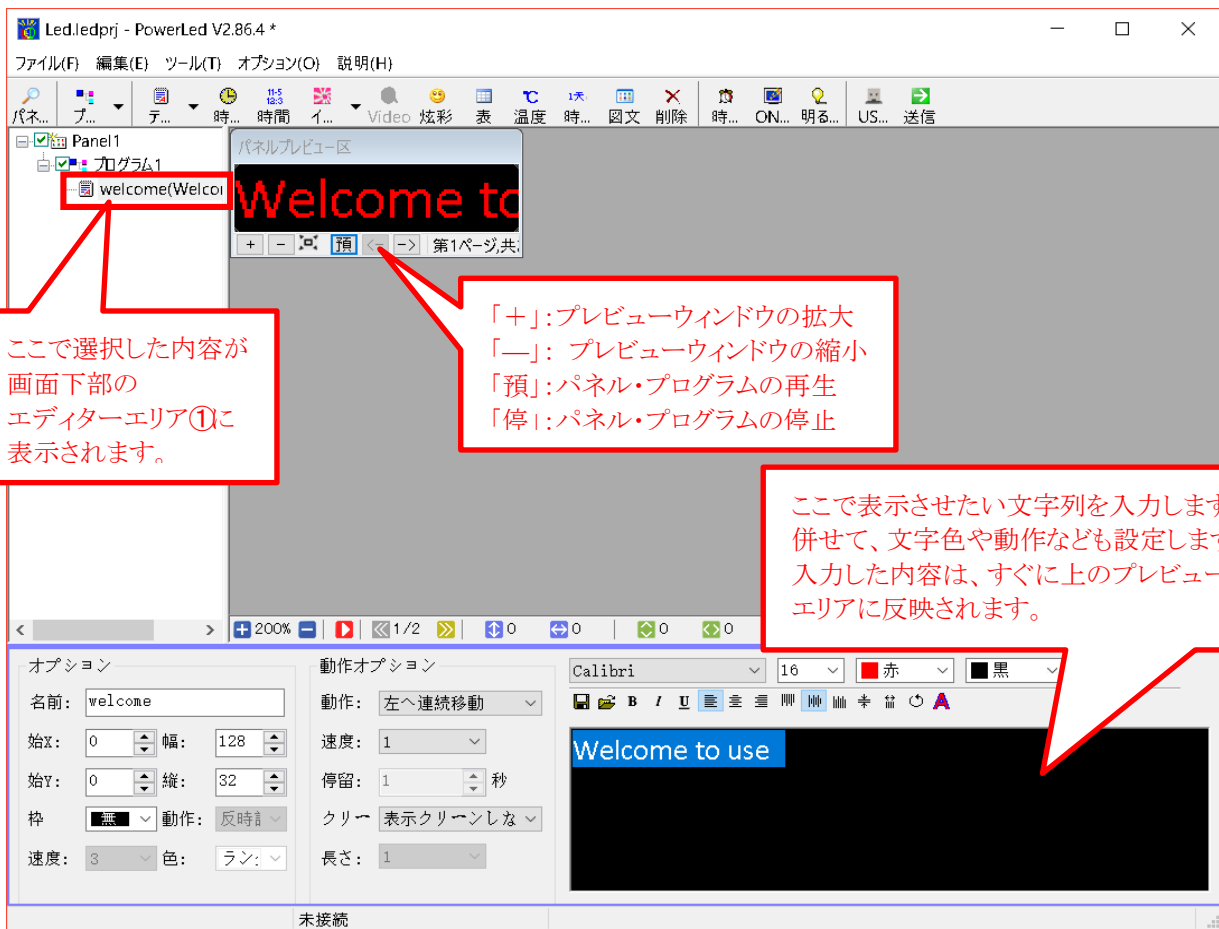 Led.ledprj - PowerLed V2.86.4 *
ファイル(F) 編集(E) ツール(T) オプション(O) 説明(H)
パネ... プ... テ... 時... 時間 イ... Video 炫彩 表 温度 時... 図文 削除 時... ON... 明る... US... 送信
Panel1
プログラム1
welcome(Welcor
パネルプレビュー区
Welcome to
+ - 預 <- -> 第1ページ,共
「＋」:プレビューウィンドウの拡大
「―」: プレビューウィンドウの縮小
「預」:パネル・プログラムの再生
「停」:パネル・プログラムの停止
ここで選択した内容が
画面下部の
エディターエリア①に
表示されます。
ここで表示させたい文字列を入力します
併せて、文字色や動作なども設定します
入力した内容は、すぐに上のプレビュー
エリアに反映されます。
200% 1/2 0 0 0 0
オプション
名前: welcome
始X: 0 幅: 128
始Y: 0 縦: 32
枠 無 動作: 反時
速度: 3 色: ラン:
動作オプション
動作: 左へ連続移動
速度: 1
停留: 1 秒
クリー 表示クリーンしな
長さ: 1
Calibri 16 赤 黒
B I U A
Welcome to use
未接続